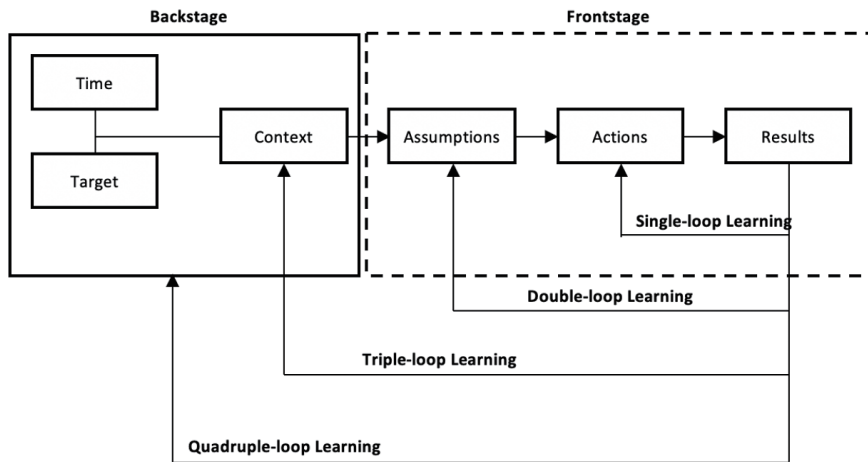 Backstage
Frontstage
Time
Context
Assumptions
Actions
Results
Target
Single-loop Learning
Double-loop Learning
Triple-loop Learning
Quadruple-loop Learning